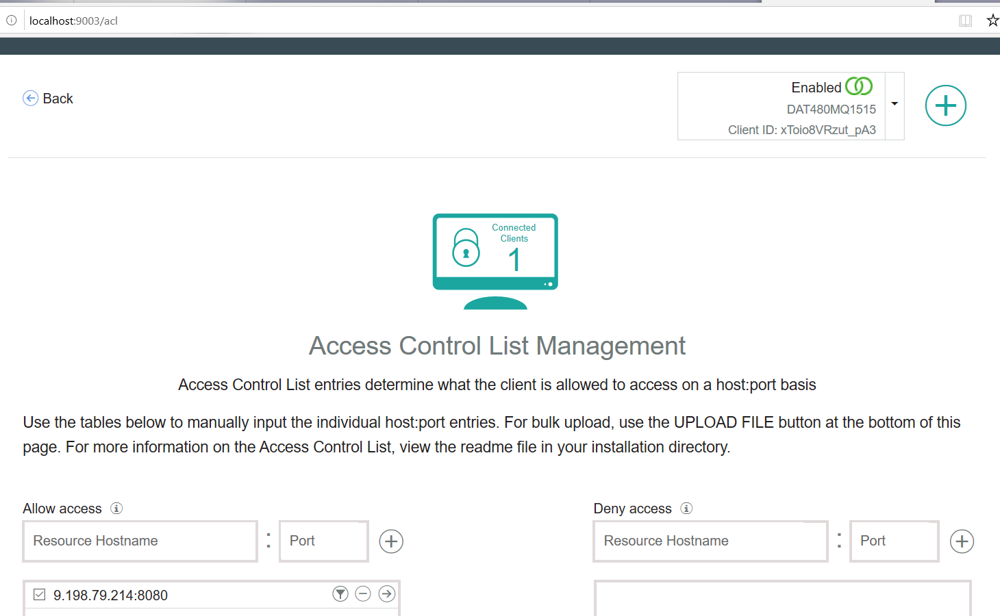 localhost:9003/acl
Back
Enabled
DAT480MQ1515
Client ID: xToio8VRzut_pA3
Connected
Clients
1
Access Control List Management
Access Control List entries determine what the client is allowed to access on a host:port basis
Use the tables below to manually input the individual host:port entries. For bulk upload, use the UPLOAD FILE button at the bottom of this
page. For more information on the Access Control List, view the readme file in your installation directory.
Allow access
Resource Hostname : Port
9.198.79.214:8080
Deny access
Resource Hostname : Port